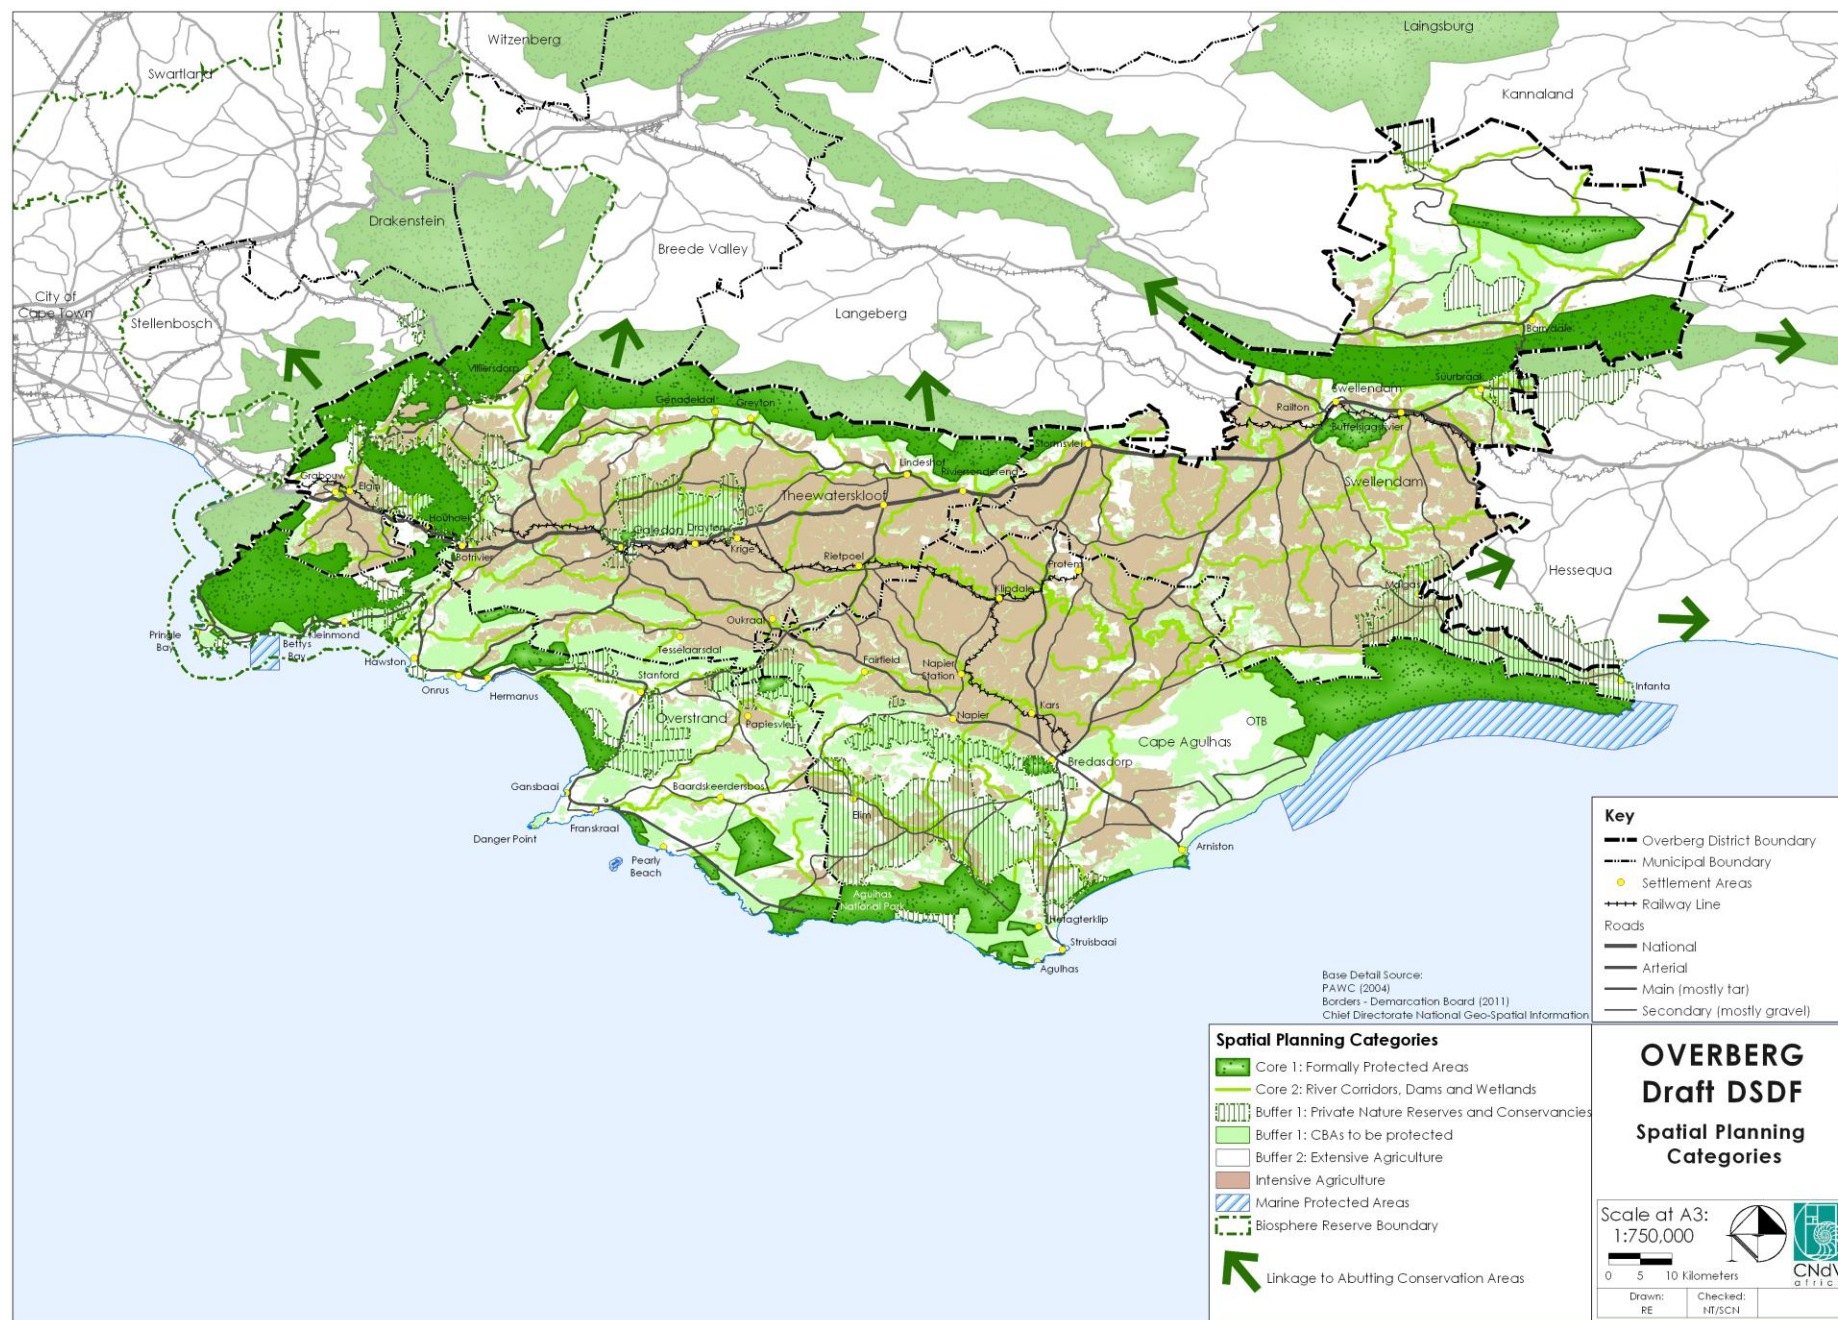 Witzenberg
Laingsburg
Swartland
Kannaland
Drakenstein
Breede Valley
City of
Cape Town
Stellenbosch
Langeberg
Barrydale
Villiersdorp
Suurbraak
Swellendam
Genadendal
Greyton
Railton
Buffelsjagsrivier
Stormsvlei
Lindeshof
Riviersonderend
Grabouw
Elgin
Theewaterskloof
Swellendam
Houhoek
Caledon
Drayton
Krige
Botrivier
Rietpoel
Protem
Hessequa
Malgas
Klipdale
Oukraal
Pringle
Bay
Bettys
Bay
Kleinmond
Hawston
Tesselaarsdal
Fairfield
Napier
Station
Stanford
Onrus
Hermanus
Infanta
Overstrand
Papiesvlei
Napier
Kars
OTB
Cape Agulhas
Bredasdorp
Gansbaai
Baardskeerdersbos
Elim
Franskraal
Danger Point
Arniston
Pearly
Beach
Agulhas
National Park
Hotagterklip
Struisbaai
Agulhas
Key
Overberg District Boundary
Municipal Boundary
Settlement Areas
Railway Line
Roads
National
Arterial
Main (mostly tar)
Secondary (mostly gravel)
Base Detail Source:
PAWC (2004)
Borders - Demarcation Board (2011)
Chief Directorate National Geo-Spatial Information
Spatial Planning Categories
Core 1: Formally Protected Areas
Core 2: River Corridors, Dams and Wetlands
Buffer 1: Private Nature Reserves and Conservancies
Buffer 1: CBAs to be protected
Buffer 2: Extensive Agriculture
Intensive Agriculture
Marine Protected Areas
Biosphere Reserve Boundary
Linkage to Abutting Conservation Areas
OVERBERG
Draft DSDF
Spatial Planning
Categories
Scale at A3:
1:750,000
0 5 10 Kilometers
CNdV
africa
Drawn:
RE
Checked:
NT/SCN